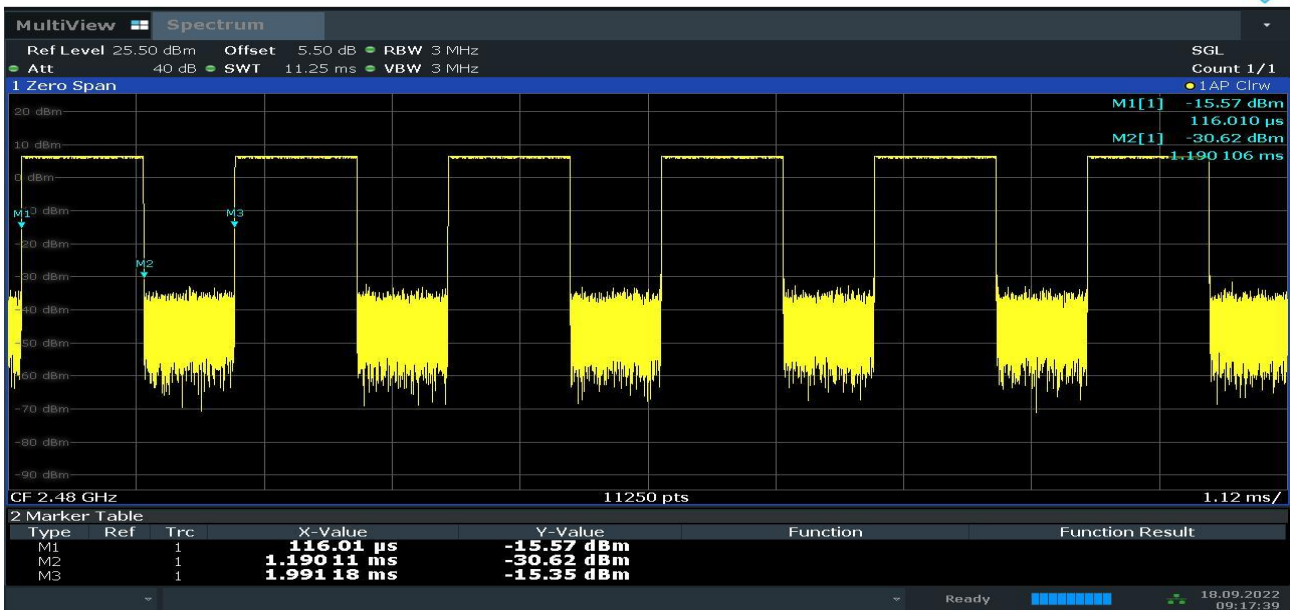 MultiView Spectrum
Ref Level 25.50 dBm Offset 5.50 dB RBW 3 MHz SGL
Att 40 dB SWT 11.25 ms VBW 3 MHz Count 1/1
1 Zero Span 1AP Clrw
M1[1] -15.57 dBm
116.010 µs
M2[1] -30.62 dBm
1.190 106 ms
20 dBm
10 dBm
0 dBm
M1 M3
-20 dBm
M2
-30 dBm
-40 dBm
-50 dBm
-60 dBm
-70 dBm
-80 dBm
-90 dBm
CF 2.48 GHz 11250 pts 1.12 ms/
2 Marker Table
Type Ref Trc X-Value Y-Value Function Function Result
M1 1 116.01 µs -15.57 dBm
M2 1 1.190 11 ms -30.62 dBm
M3 1 1.991 18 ms -15.35 dBm
Ready 18.09.2022
09:17:39